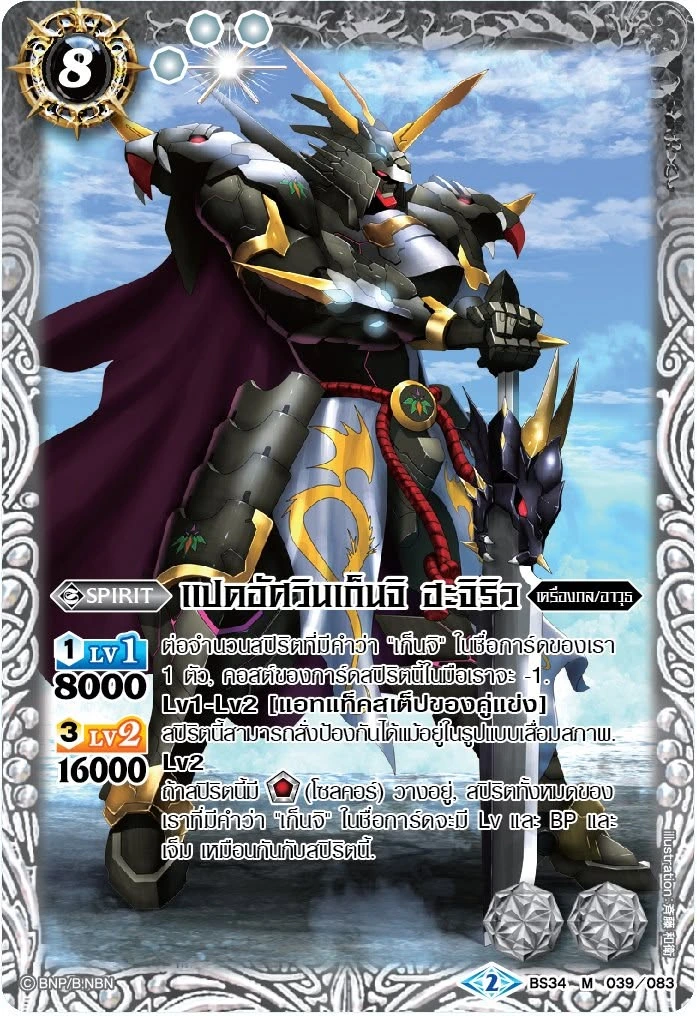 8
SPIRIT
แปดอัศวินเก็นจิ ฮะจิริว
เครื่องกล/อาวุธ
1 LV1
8000
3 LV2
16000
ต่อจำนวนสปิริตที่มีคำว่า "เก็นจิ" ในชื่อการ์ดของเรา
1 ตัว, คอสต์ของการ์ดสปิริตนี้ในมือเราจะ -1.
Lv1-Lv2 [แอทแท็คสเต็ปของคู่แข่ง]
สปิริตนี้สามารถสั่งป้องกันได้แม้อยู่ในรูปแบบเสื่อมสภาพ.
Lv2
ถ้าสปิริตนี้มี (โซลคอร์) วางอยู่, สปิริตทั้งหมดของ
เราที่มีคำว่า "เก็นจิ" ในชื่อการ์ดจะมี Lv และ BP และ
เจ็ม เหมือนกันกับสปิริตนี้.
Illustration : 斉藤 和衛
©BNP/B!NBN
2
BS34 M 039/083